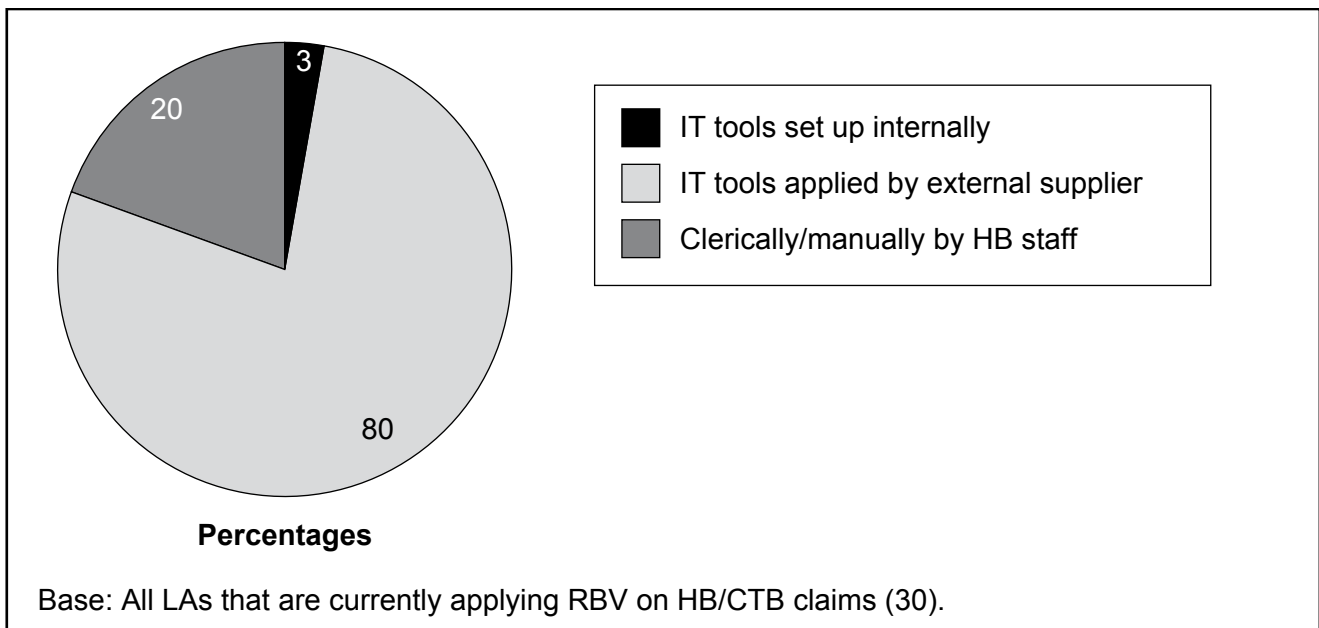 3
20
80
IT tools set up internally
IT tools applied by external supplier
Clerically/manually by HB staff
Percentages
Base: All LAs that are currently applying RBV on HB/CTB claims (30).